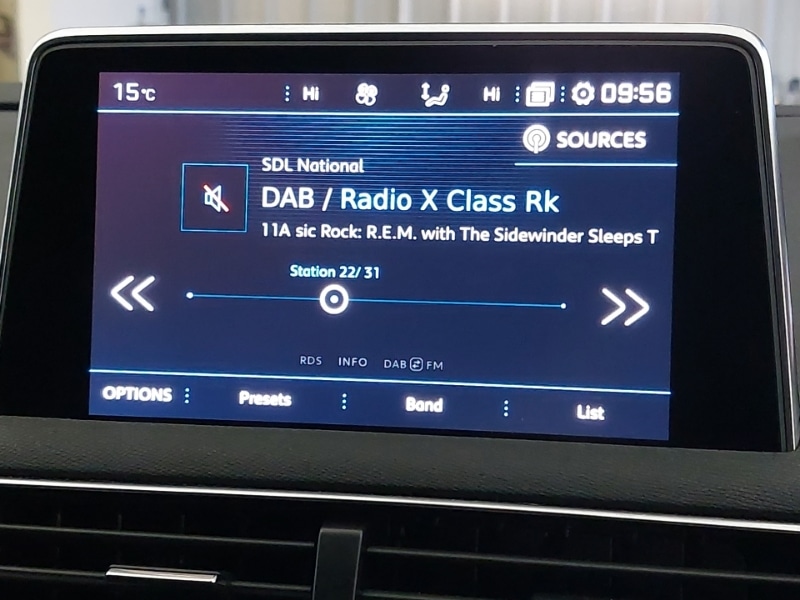 15°C Hi Hi 09:56
SOURCES
SDL National
DAB / Radio X Class Rk
11A sic Rock: R.E.M. with The Sidewinder Sleeps T
Station 22/ 31
RDS INFO DAB FM
OPTIONS Presets Band List